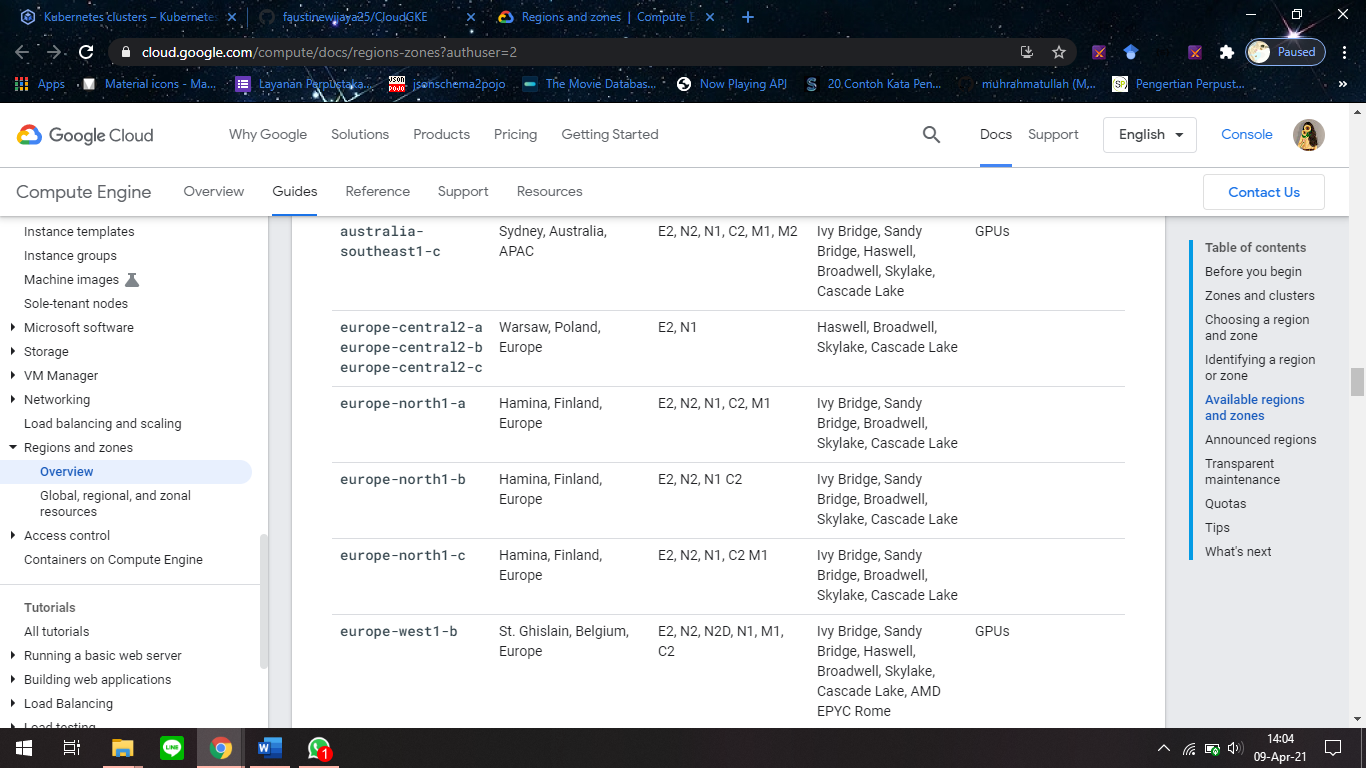 Kubernetes clusters – Kubernetes
faustinewijaya25/CloudGKE
Regions and zones | Compute E
cloud.google.com/compute/docs/regions-zones?authuser=2
Paused
Apps
Material icons - Ma...
Layanan Perpustaka...
jsonschema2pojo
The Movie Databas...
Now Playing APJ
20 Contoh Kata Pen...
muhrahmatullah (M,...
Pengertian Perpust...
Google Cloud
Why Google
Solutions
Products
Pricing
Getting Started
Docs
Support
English
Console
Compute Engine
Overview
Guides
Reference
Support
Resources
Contact Us
Instance templates
Instance groups
Machine images
Sole-tenant nodes
Microsoft software
Storage
VM Manager
Networking
Load balancing and scaling
Regions and zones
Overview
Global, regional, and zonal
resources
Access control
Containers on Compute Engine
Tutorials
All tutorials
Running a basic web server
Building web applications
Load Balancing
Load testing
australia-
southeast1-c
Sydney, Australia,
APAC
E2, N2, N1, C2, M1, M2
Ivy Bridge, Sandy
Bridge, Haswell,
Broadwell, Skylake,
Cascade Lake
GPUs
europe-central2-a
europe-central2-b
europe-central2-c
Warsaw, Poland,
Europe
E2, N1
Haswell, Broadwell,
Skylake, Cascade Lake
europe-north1-a
Hamina, Finland,
Europe
E2, N2, N1, C2, M1
Ivy Bridge, Sandy
Bridge, Broadwell,
Skylake, Cascade Lake
europe-north1-b
Hamina, Finland,
Europe
E2, N2, N1 C2
Ivy Bridge, Sandy
Bridge, Broadwell,
Skylake, Cascade Lake
europe-north1-c
Hamina, Finland,
Europe
E2, N2, N1, C2 M1
Ivy Bridge, Sandy
Bridge, Broadwell,
Skylake, Cascade Lake
europe-west1-b
St. Ghislain, Belgium,
Europe
E2, N2, N2D, N1, M1,
C2
Ivy Bridge, Sandy
Bridge, Haswell,
Broadwell, Skylake,
Cascade Lake, AMD
EPYC Rome
GPUs
Table of contents
Before you begin
Zones and clusters
Choosing a region
and zone
Identifying a region
or zone
Available regions
and zones
Announced regions
Transparent
maintenance
Quotas
Tips
What's next
LINE
1
14:04
09-Apr-21